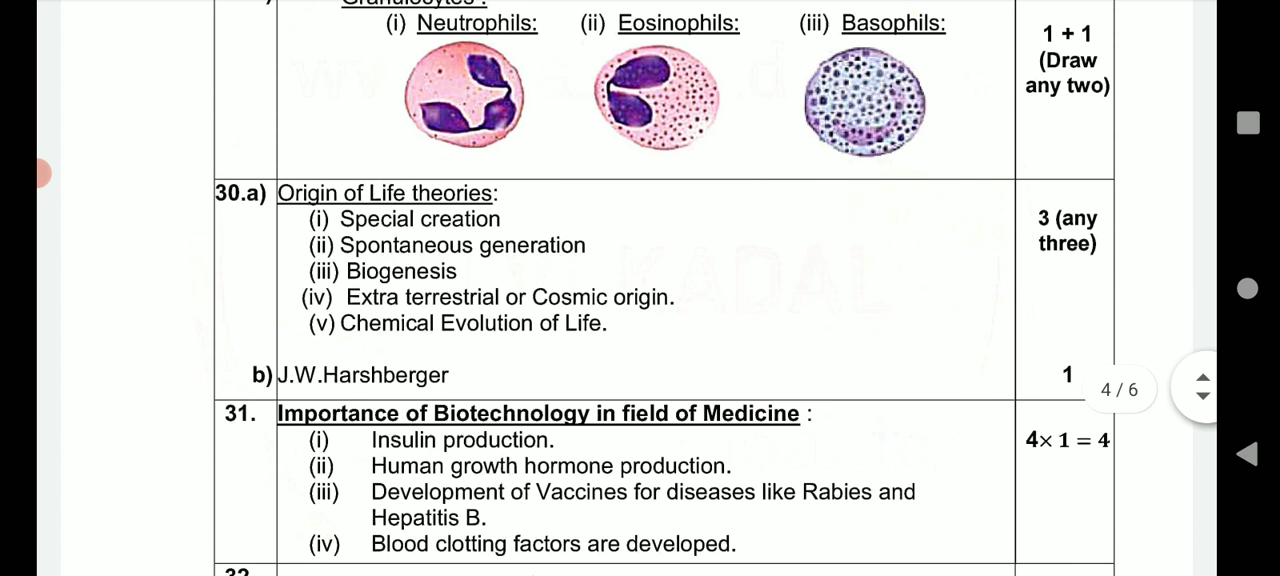 Granulocytes :
(i) Neutrophils: (ii) Eosinophils: (iii) Basophils:
1 + 1
(Draw
any two)
30.a) Origin of Life theories:
(i) Special creation
(ii) Spontaneous generation
(iii) Biogenesis
(iv) Extra terrestrial or Cosmic origin.
(v) Chemical Evolution of Life.
3 (any
three)
b) J.W.Harshberger
1
4 / 6
31. Importance of Biotechnology in field of Medicine :
(i) Insulin production.
(ii) Human growth hormone production.
(iii) Development of Vaccines for diseases like Rabies and
Hepatitis B.
(iv) Blood clotting factors are developed.
4× 1 = 4
32.
KADAL